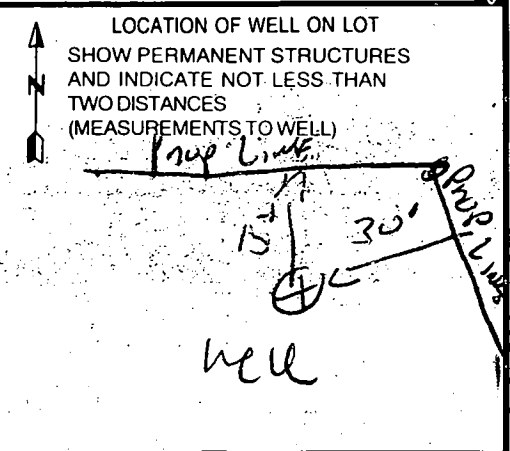 LOCATION OF WELL ON LOT
SHOW PERMANENT STRUCTURES
AND INDICATE NOT LESS THAN
TWO DISTANCES
(MEASUREMENTS TO WELL)
N
Prop Line
Prop Line
30'
Well